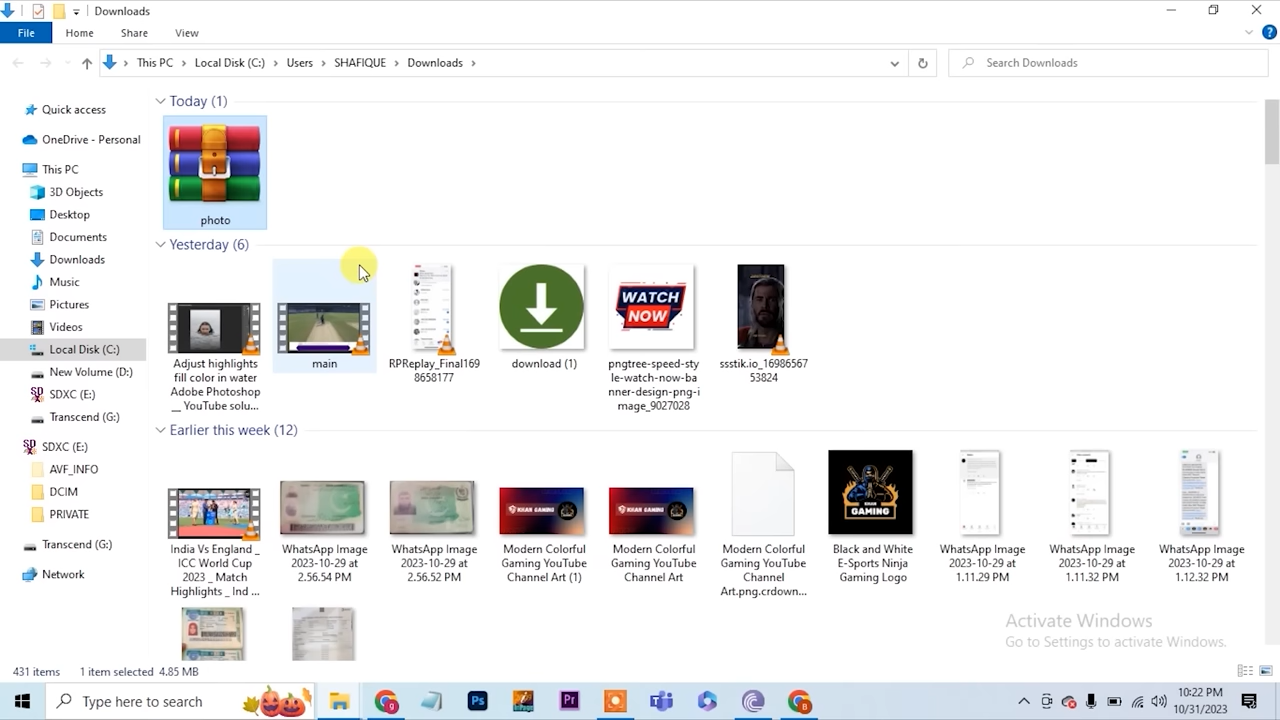 Downloads
File Home Share View
This PC Local Disk (C:) Users SHAFIQUE Downloads
Search Downloads
Quick access
OneDrive - Personal
This PC
3D Objects
Desktop
Documents
Downloads
Music
Pictures
Videos
Local Disk (C:)
New Volume (D:)
SDXC (E:)
Transcend (G:)
SDXC (E:)
AVF_INFO
DCIM
PRIVATE
Transcend (G:)
Network
Today (1)
photo
Yesterday (6)
WATCH
NOW
Adjust highlights
fill color in water
Adobe Photoshop
__ YouTube solu...
main
RPReplay_Final169
8658177
download (1)
pngtree-speed-sty
le-watch-now-ba
nner-design-png-i
mage_9027028
ssstik.io_16986567
53824
Earlier this week (12)
KHAN GAMING
KHAN GAMING
KHAN
GAMING
India Vs England _
ICC World Cup
2023 _ Match
Highlights _ Ind ...
WhatsApp Image
2023-10-29 at
2.56.54 PM
WhatsApp Image
2023-10-29 at
2.56.52 PM
Modern Colorful
Gaming YouTube
Channel Art (1)
Modern Colorful
Gaming YouTube
Channel Art
Modern Colorful
Gaming YouTube
Channel
Art.png.crdown...
Black and White
E-Sports Ninja
Gaming Logo
WhatsApp Image
2023-10-29 at
1.11.29 PM
WhatsApp Image
2023-10-29 at
1.11.32 PM
WhatsApp Image
2023-10-29 at
1.12.32 PM
Activate Windows
Go to Settings to activate Windows.
431 items 1 item selected 4.85 MB
Type here to search
Ps
Pr
10:22 PM
10/31/2023